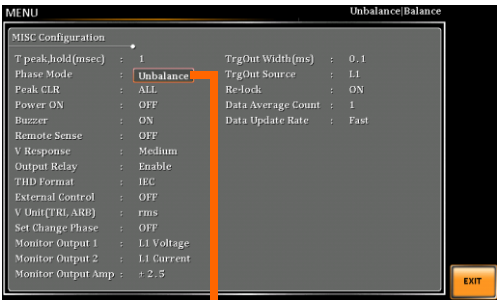 MENU Unbalance|Balance
MISC Configuration
T peak,hold(msec) : 1 TrgOut Width(ms) : 0.1
Phase Mode : Unbalance TrgOut Source : L1
Peak CLR : ALL Re-lock : ON
Power ON : OFF Data Average Count : 1
Buzzer : ON Data Update Rate : Fast
Remote Sense : OFF
V Response : Medium
Output Relay : Enable
THD Format : IEC
External Control : OFF
V Unit(TRI, ARB) : rms
Set Change Phase : OFF
Monitor Output 1 : L1 Voltage
Monitor Output 2 : L1 Current
Monitor Output Amp : ± 2.5
EXIT